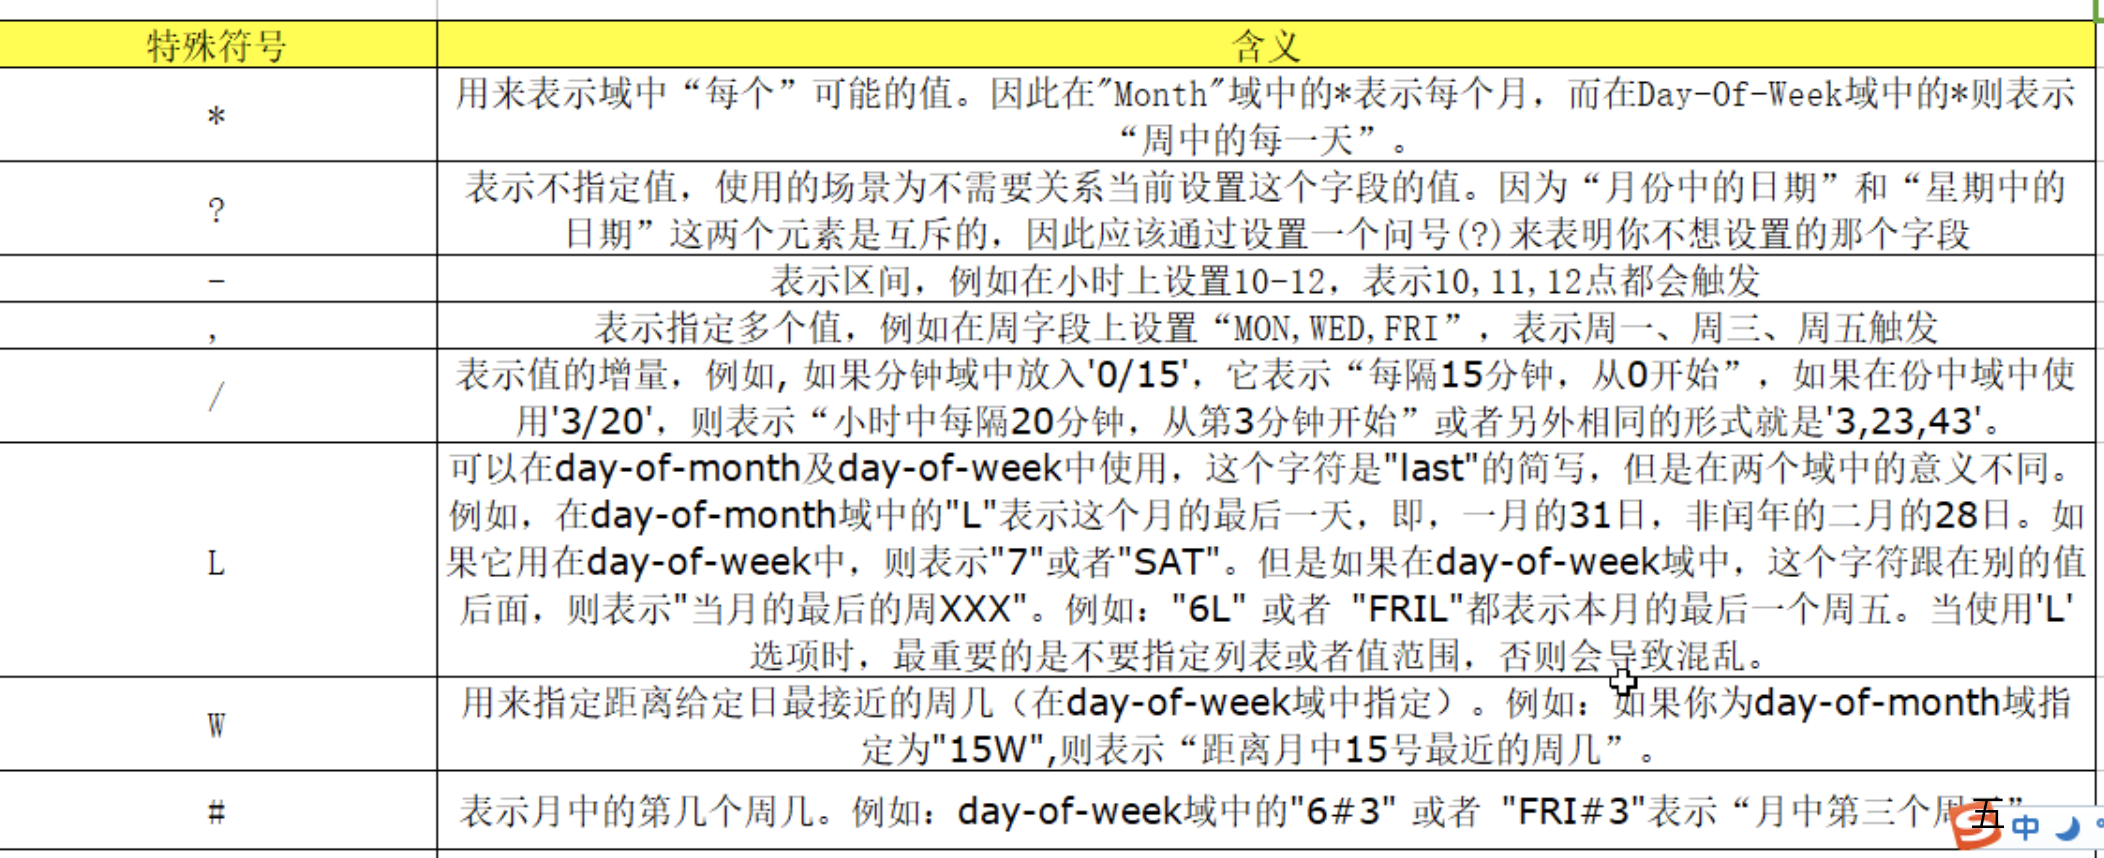 特殊符号 含义
* 用来表示域中“每个”可能的值。因此在"Month"域中的*表示每个月，而在Day-Of-Week域中的*则表示
“周中的每一天”。
? 表示不指定值，使用的场景为不需要关系当前设置这个字段的值。因为“月份中的日期”和“星期中的
日期”这两个元素是互斥的，因此应该通过设置一个问号(?)来表明你不想设置的那个字段
- 表示区间，例如在小时上设置10-12，表示10,11,12点都会触发
, 表示指定多个值，例如在周字段上设置“MON,WED,FRI”，表示周一、周三、周五触发
/ 表示值的增量，例如, 如果分钟域中放入'0/15'，它表示“每隔15分钟，从0开始”，如果在份中域中使
用'3/20'，则表示“小时中每隔20分钟，从第3分钟开始”或者另外相同的形式就是'3,23,43'。
可以在day-of-month及day-of-week中使用，这个字符是"last"的简写，但是在两个域中的意义不同。
例如，在day-of-month域中的"L"表示这个月的最后一天，即，一月的31日，非闰年的二月的28日。如
L 果它用在day-of-week中，则表示"7"或者"SAT"。但是如果在day-of-week域中，这个字符跟在别的值
后面，则表示"当月的最后的周XXX"。例如："6L" 或者 "FRIL"都表示本月的最后一个周五。当使用'L'
选项时，最重要的是不要指定列表或者值范围，否则会导致混乱。
W 用来指定距离给定日最接近的周几（在day-of-week域中指定）。例如：如果你为day-of-month域指
定为"15W",则表示“距离月中15号最近的周几”。
# 表示月中的第几个周几。例如：day-of-week域中的"6#3" 或者 "FRI#3"表示“月中第三个周五”
中